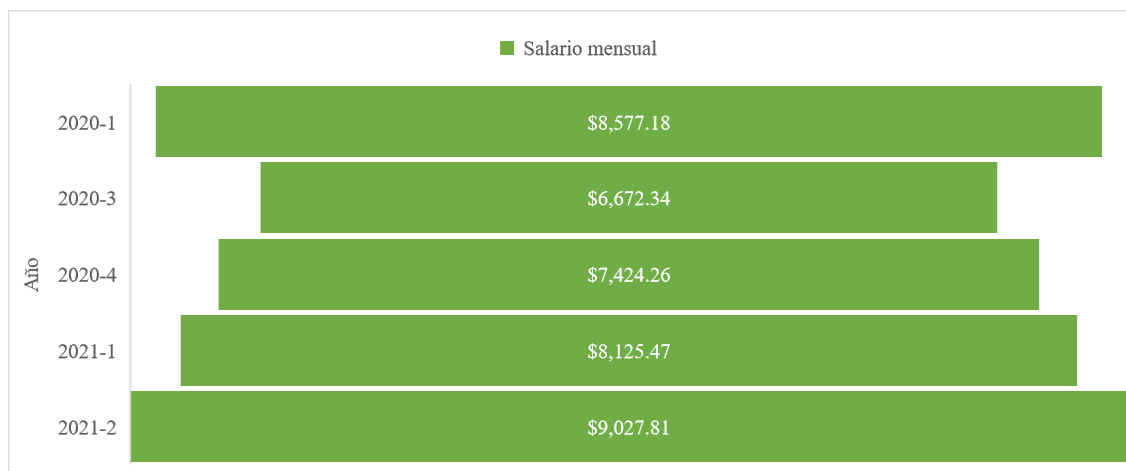 Salario mensual
2020-1 $8,577.18
2020-3 $6,672.34
Año
2020-4 $7,424.26
2021-1 $8,125.47
2021-2 $9,027.81